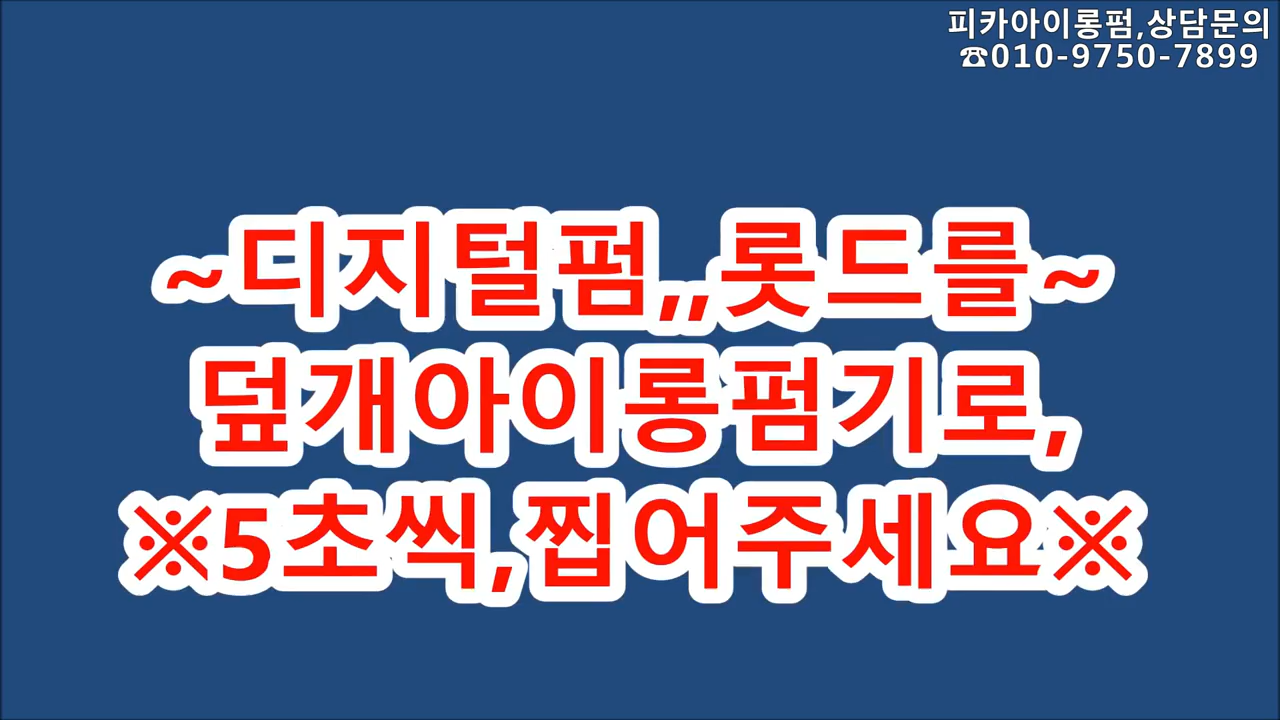 피카아이롱펌,상담문의
☎010-9750-7899
~디지털펌,,롯드를~
덮개아이롱펌기로,
※5초씩,찝어주세요※